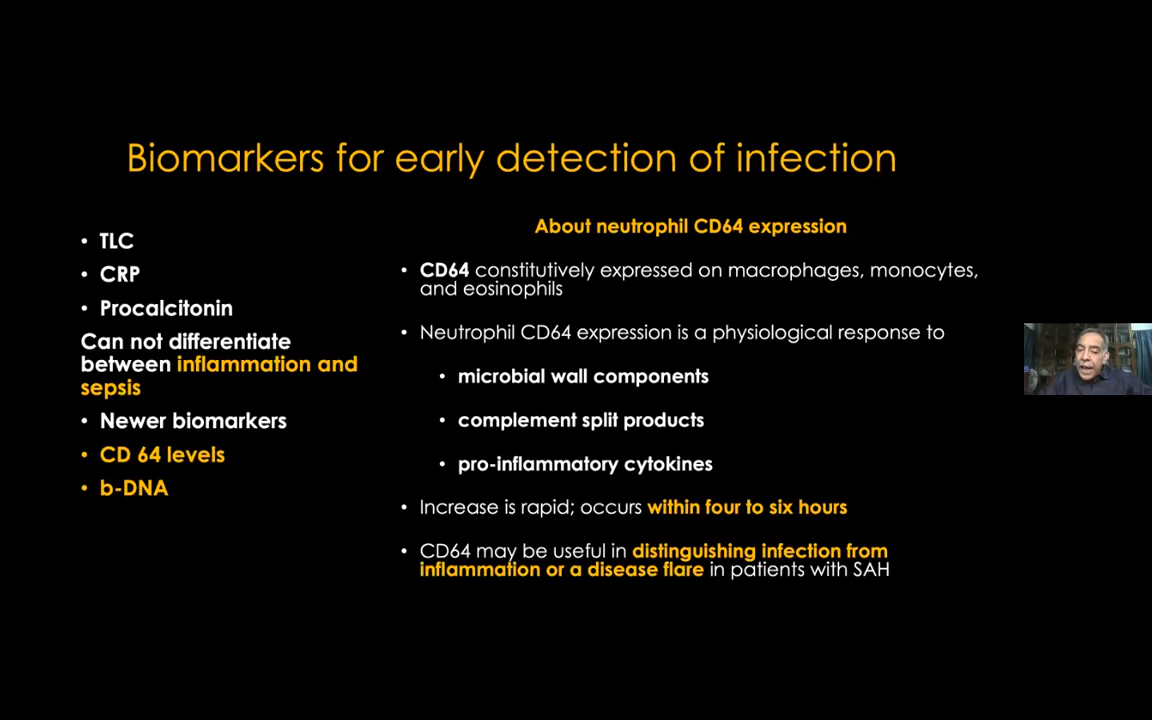 Biomarkers for early detection of infection
• TLC
• CRP
• Procalcitonin
Can not differentiate
between inflammation and
sepsis
• Newer biomarkers
• CD 64 levels
• b-DNA
About neutrophil CD64 expression
• CD64 constitutively expressed on macrophages, monocytes,
and eosinophils
• Neutrophil CD64 expression is a physiological response to
• microbial wall components
• complement split products
• pro-inflammatory cytokines
• Increase is rapid; occurs within four to six hours
• CD64 may be useful in distinguishing infection from
inflammation or a disease flare in patients with SAH